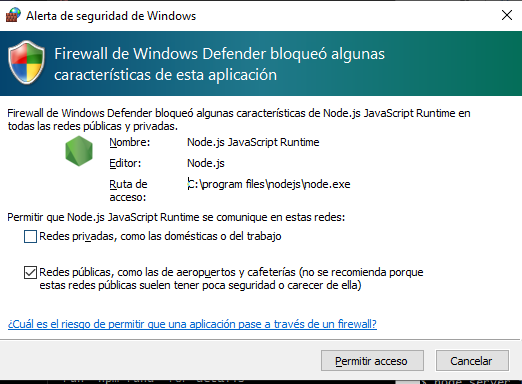 Alerta de seguridad de Windows
Firewall de Windows Defender bloqueó algunas
características de esta aplicación
Firewall de Windows Defender bloqueó algunas características de Node.js JavaScript Runtime en
todas las redes públicas y privadas.
Nombre: Node.js JavaScript Runtime
Editor: Node.js
Ruta de C:\program files\nodejs\node.exe
acceso:
Permitir que Node.js JavaScript Runtime se comunique en estas redes:
Redes privadas, como las domésticas o del trabajo
Redes públicas, como las de aeropuertos y cafeterías (no se recomienda porque
estas redes públicas suelen tener poca seguridad o carecer de ella)
¿Cuál es el riesgo de permitir que una aplicación pase a través de un firewall?
Permitir acceso Cancelar